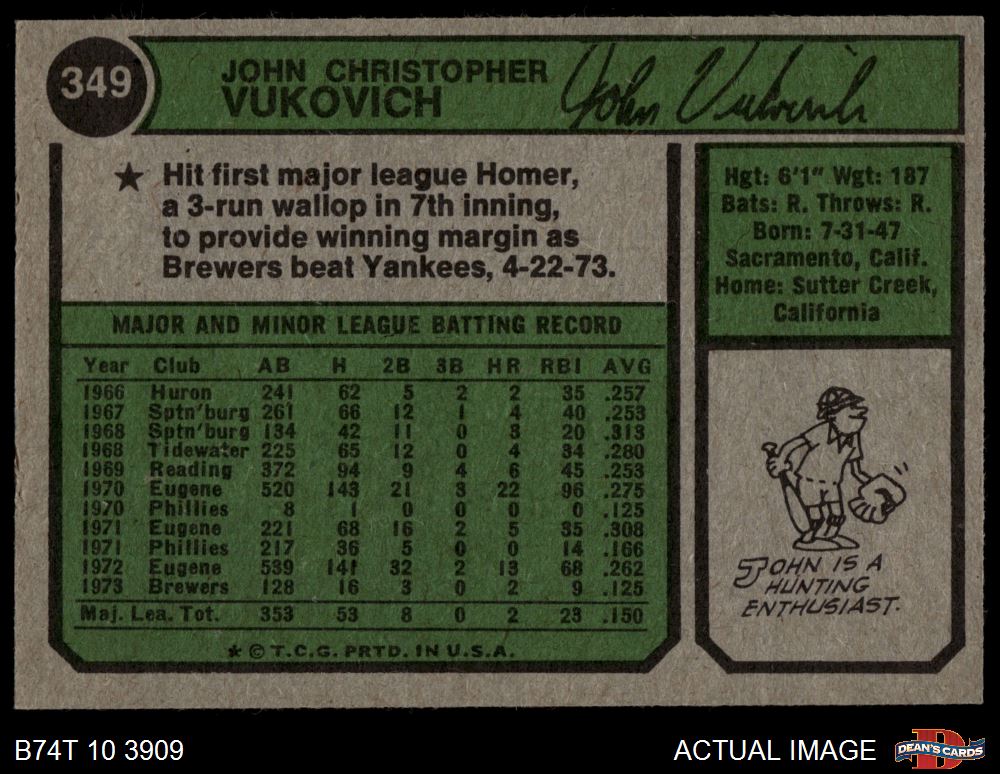 349
JOHN CHRISTOPHER
VUKOVICH
John Vukovich
★ Hit first major league Homer,
a 3-run wallop in 7th inning,
to provide winning margin as
Brewers beat Yankees, 4-22-73.
Hgt: 6'1" Wgt: 187
Bats: R. Throws: R.
Born: 7-31-47
Sacramento, Calif.
Home: Sutter Creek,
California
MAJOR AND MINOR LEAGUE BATTING RECORD
Year Club AB H 2B 3B HR RBI AVG
1966 Huron 241 62 5 2 2 35 .257
1967 Sptn'burg 261 66 12 1 4 40 .253
1968 Sptn'burg 134 42 11 0 3 20 .313
1968 Tidewater 225 65 12 0 4 34 .280
1969 Reading 372 94 9 4 6 45 .253
1970 Eugene 520 143 21 3 22 96 .275
1970 Phillies 8 1 0 0 0 0 .125
1971 Eugene 221 68 16 2 5 35 .308
1971 Phillies 217 36 5 0 0 14 .166
1972 Eugene 539 141 32 2 13 68 .262
1973 Brewers 128 16 3 0 2 9 .125
Maj. Lea. Tot. 353 53 8 0 2 23 .150
★ © T.C.G. PRTD. IN U.S.A.
JOHN IS A
HUNTING
ENTHUSIAST.
B74T 10 3909
ACTUAL IMAGE
D
DEAN'S CARDS